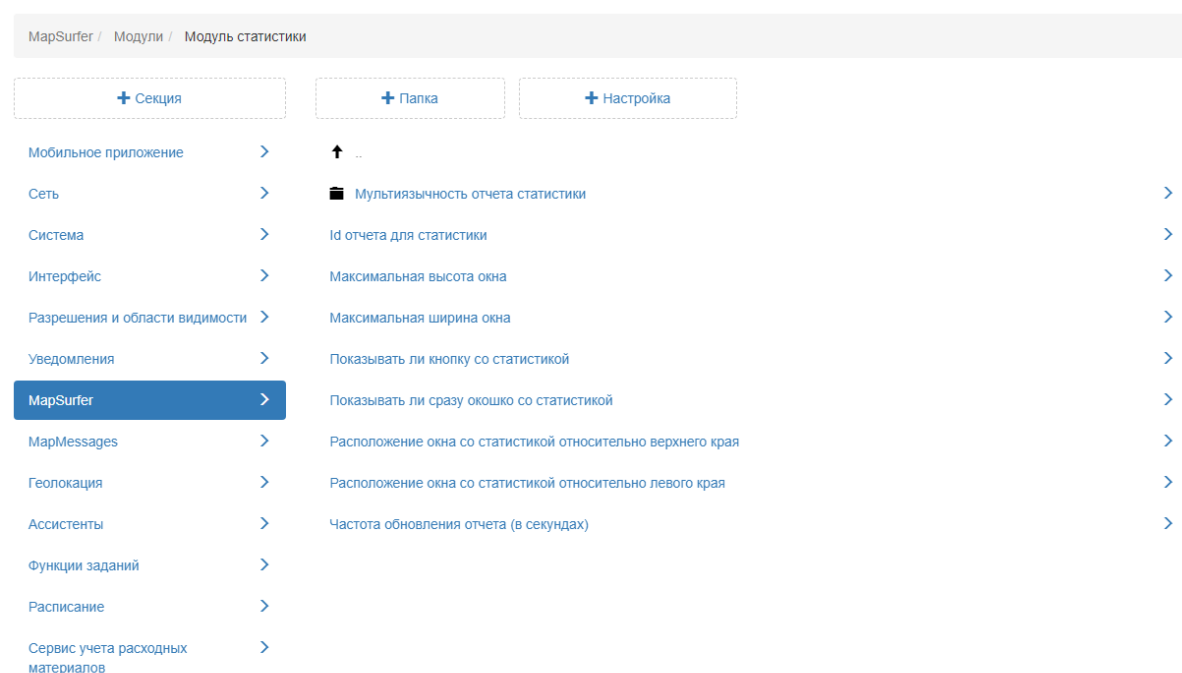 MapSurfer / Модули / Модуль статистики
Секция
Папка
Настройка
Мобильное приложение
Сеть
Система
Интерфейс
Разрешения и области видимости
Уведомления
MapSurfer
MapMessages
Геолокация
Ассистенты
Функции заданий
Расписание
Сервис учета расходных
материалов
..
Мультиязычность отчета статистики
Id отчета для статистики
Максимальная высота окна
Максимальная ширина окна
Показывать ли кнопку со статистикой
Показывать ли сразу окошко со статистикой
Расположение окна со статистикой относительно верхнего края
Расположение окна со статистикой относительно левого края
Частота обновления отчета (в секундах)